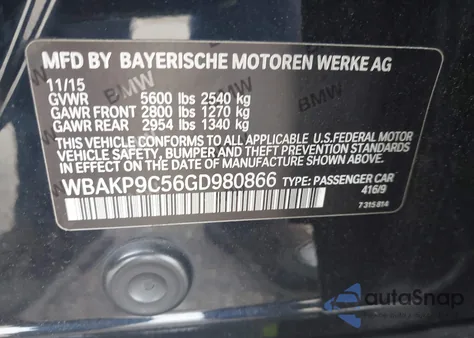 MFD BY BAYERISCHE MOTOREN WERKE AG
11/15
GVWR 5600 lbs 2540 kg
GAWR FRONT 2800 lbs 1270 kg
GAWR REAR 2954 lbs 1340 kg
THIS VEHICLE CONFORMS TO ALL APPLICABLE U.S.FEDERAL MOTOR
VEHICLE SAFETY, BUMPER AND THEFT PREVENTION STANDARDS
IN EFFECT ON THE DATE OF MANUFACTURE SHOWN ABOVE.
WBAKP9C56GD980866 TYPE: PASSENGER CAR
416/9
7 315 814
BMW
BMW
BMW
autoSnap